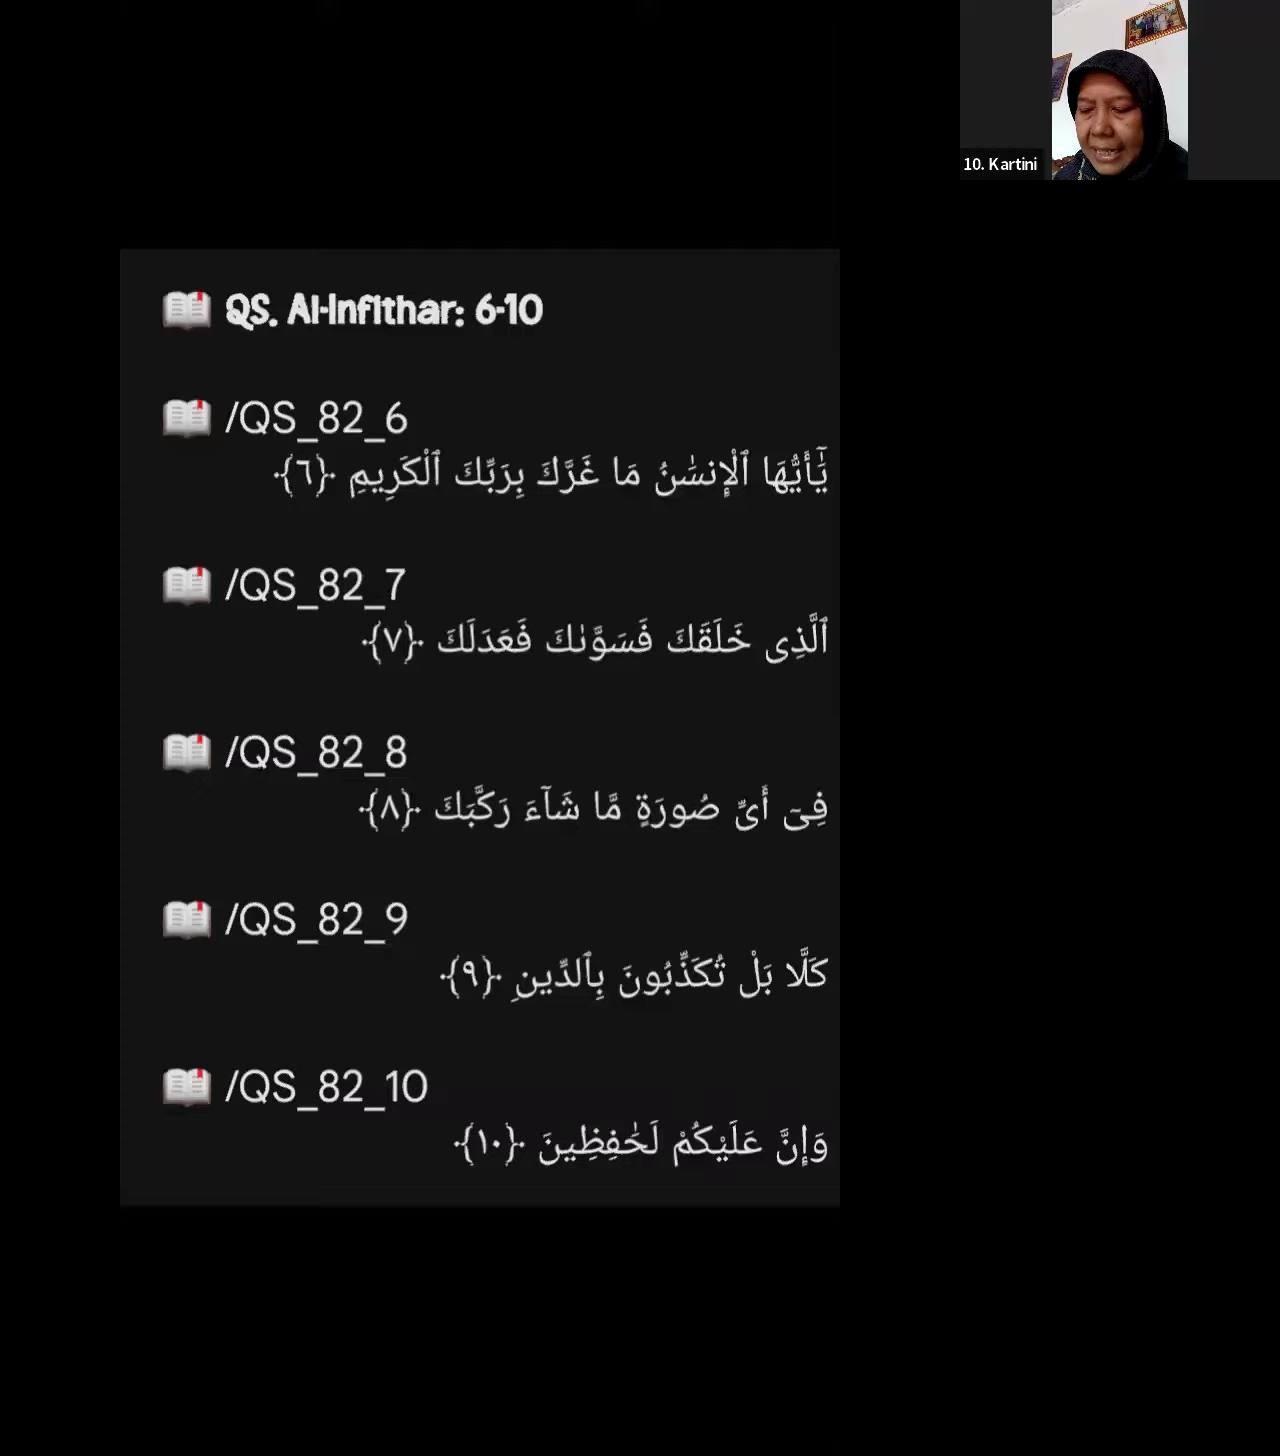 10. Kartini
📖 QS. Al-Infithar: 6-10
📖 /QS_82_6
يَٰٓأَيُّهَا ٱلْإِنسَٰنُ مَا غَرَّكَ بِرَبِّكَ ٱلْكَرِيمِ ·{٦}·
📖 /QS_82_7
ٱلَّذِى خَلَقَكَ فَسَوَّىٰكَ فَعَدَلَكَ ·{٧}·
📖 /QS_82_8
فِىٓ أَىِّ صُورَةٍ مَّا شَآءَ رَكَّبَكَ ·{٨}·
📖 /QS_82_9
كَلَّا بَلْ تُكَذِّبُونَ بِٱلدِّينِ ·{٩}·
📖 /QS_82_10
وَإِنَّ عَلَيْكُمْ لَحَٰفِظِينَ ·{١٠}·